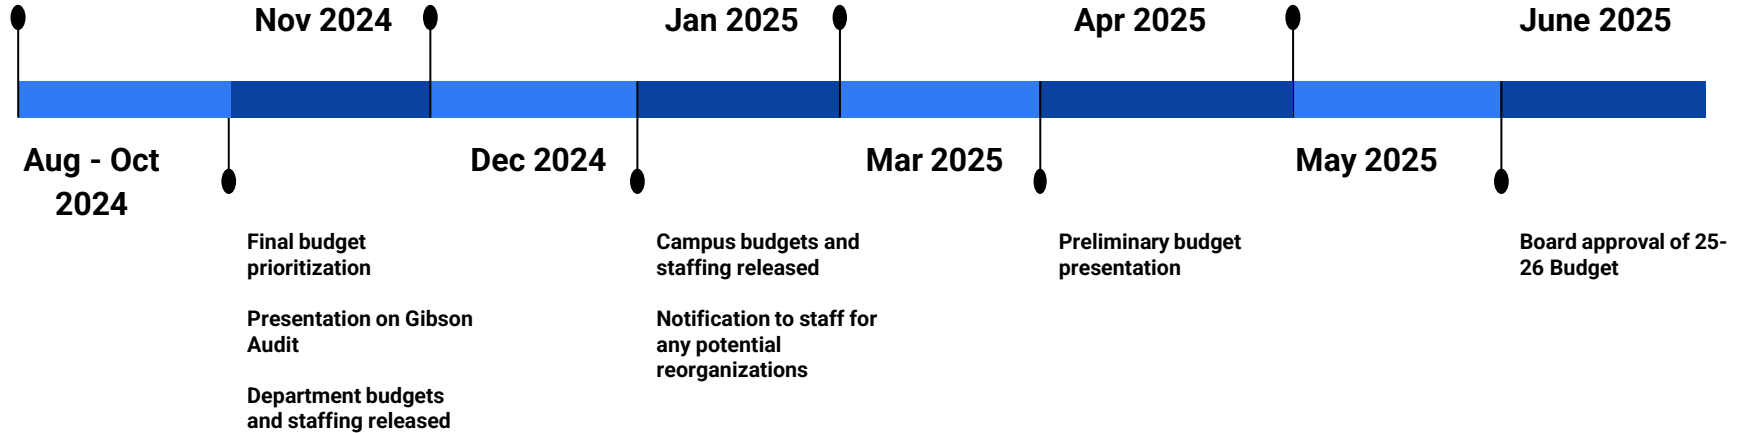 Nov 2024
Jan 2025
Apr 2025
June 2025
Aug - Oct
2024
Dec 2024
Mar 2025
May 2025
Final budget
prioritization
Presentation on Gibson
Audit
Department budgets
and staffing released
Campus budgets and
staffing released
Notification to staff for
any potential
reorganizations
Preliminary budget
presentation
Board approval of 25-
26 Budget